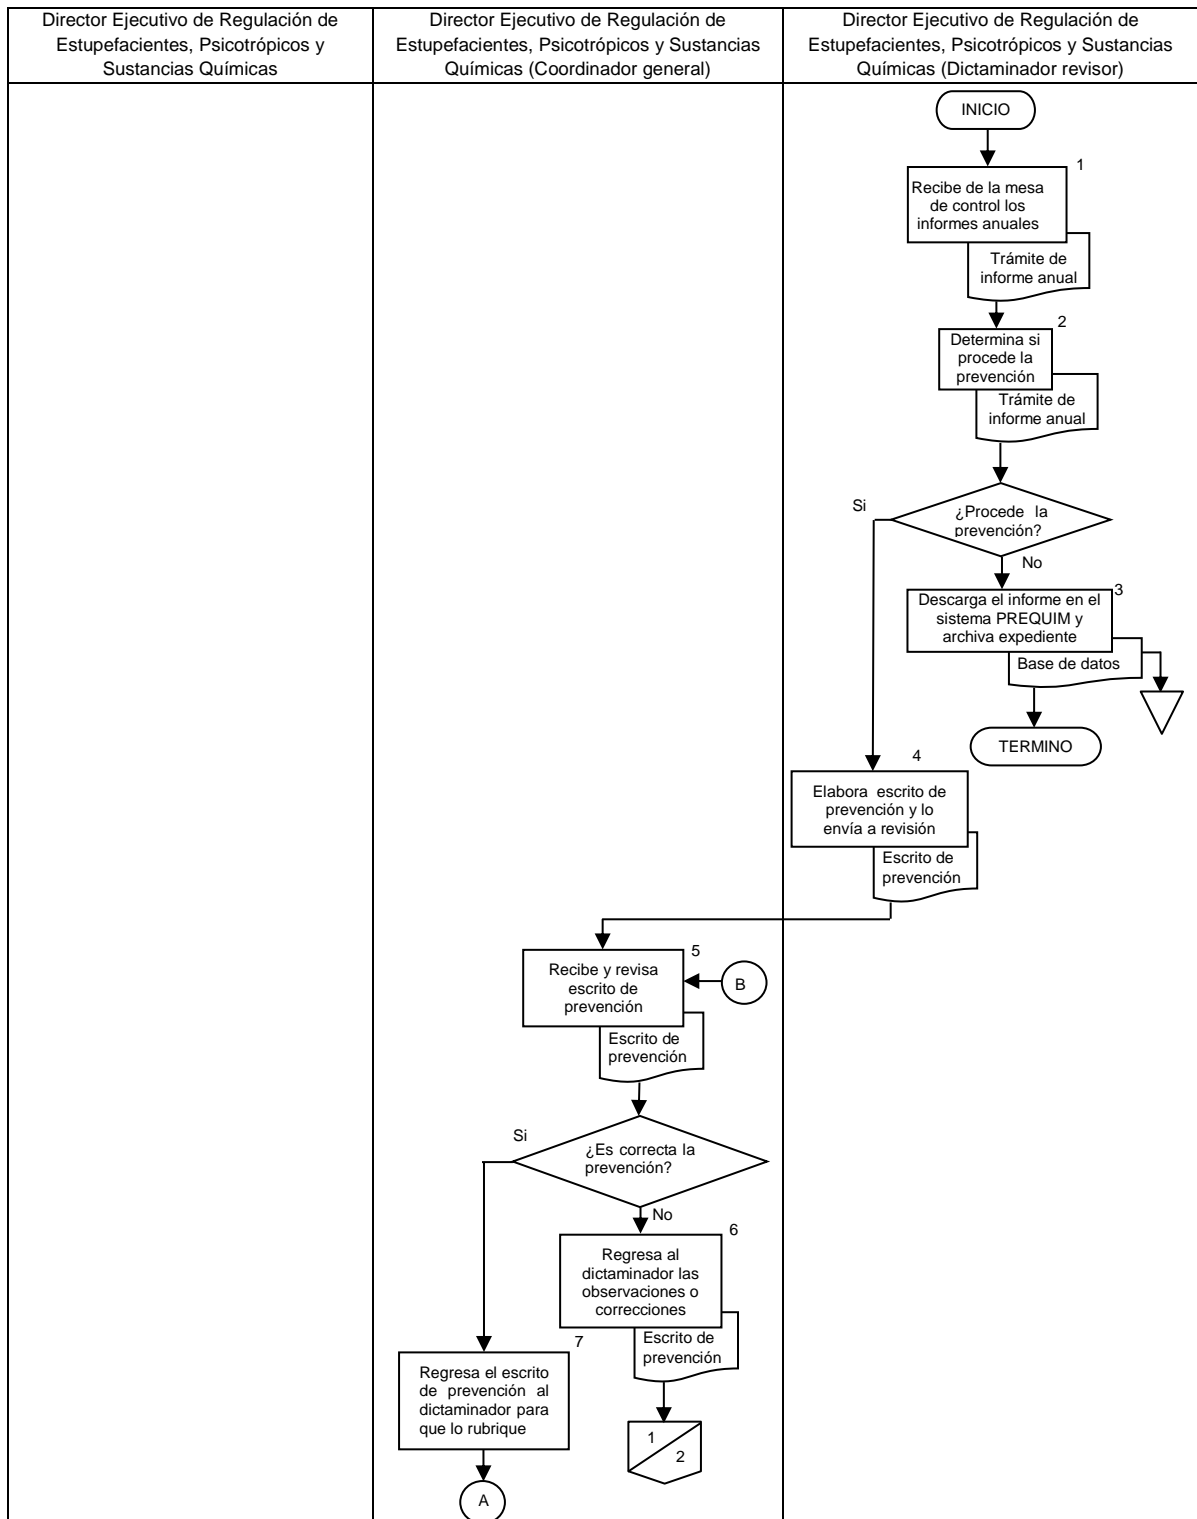 Director Ejecutivo de Regulación de
Estupefacientes, Psicotrópicos y
Sustancias Químicas
Director Ejecutivo de Regulación de
Estupefacientes, Psicotrópicos y Sustancias
Químicas (Coordinador general)
Director Ejecutivo de Regulación de
Estupefacientes, Psicotrópicos y Sustancias
Químicas (Dictaminador revisor)
INICIO
1
Recibe de la mesa
de control los
informes anuales
Trámite de
informe anual
2
Determina si
procede la
prevención
Trámite de
informe anual
Si
¿Procede la
prevención?
No
3
Descarga el informe en el
sistema PREQUIM y
archiva expediente
Base de datos
TERMINO
4
Elabora escrito de
prevención y lo
envía a revisión
Escrito de
prevención
5
Recibe y revisa
escrito de
prevención
B
Escrito de
prevención
Si
¿Es correcta la
prevención?
No
6
Regresa al
dictaminador las
observaciones o
correcciones
Escrito de
prevención
7
Regresa el escrito
de prevención al
dictaminador para
que lo rubrique
1
2
A